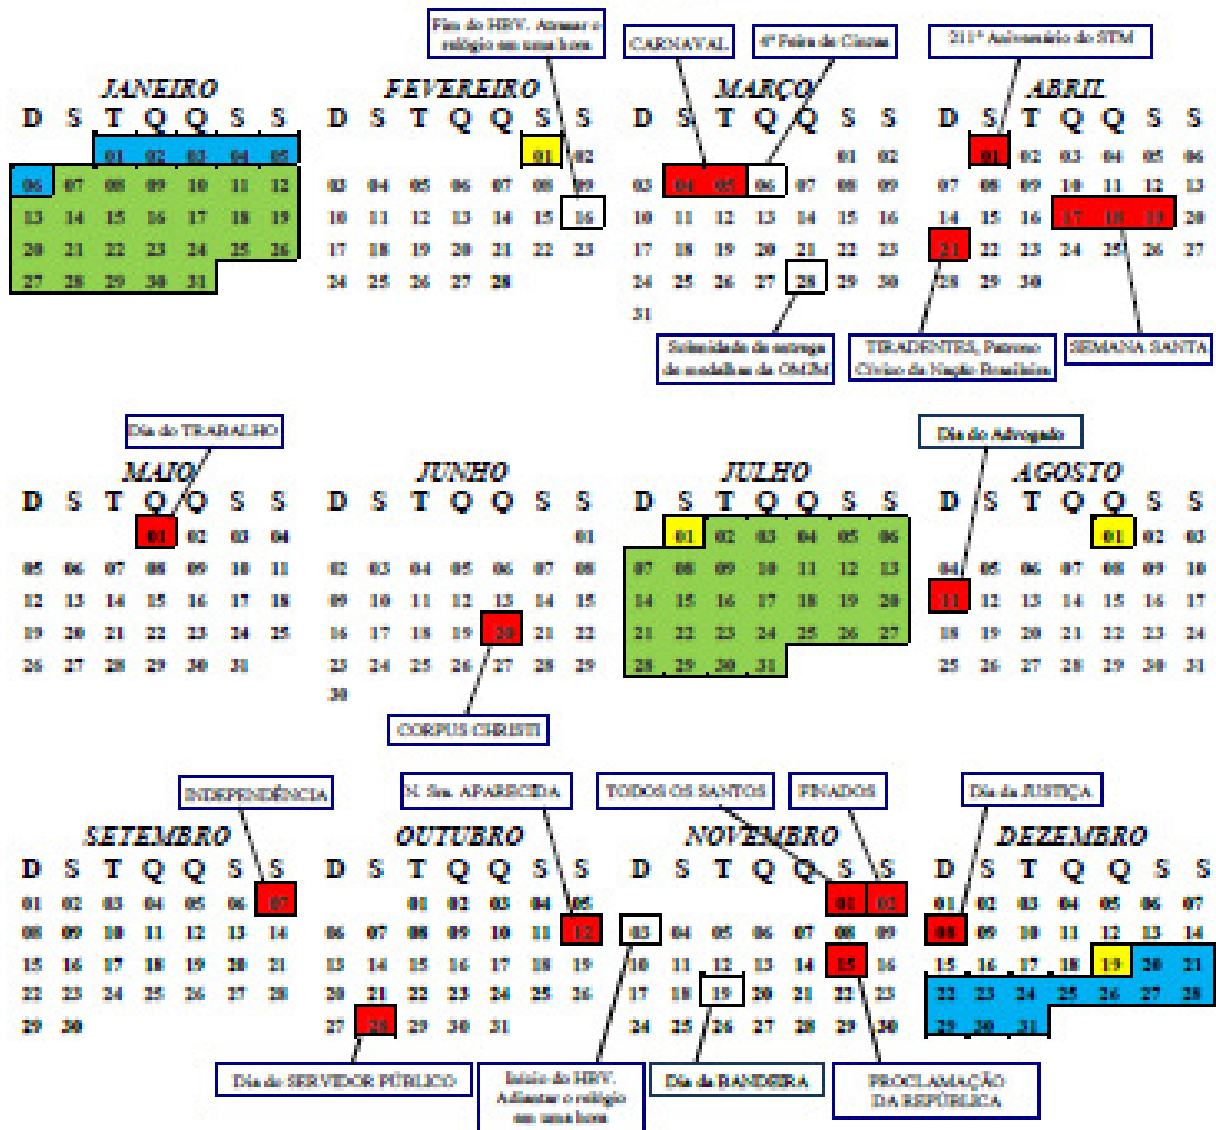 Fim do HBV. Atrasar o
relógio em uma hora
CARNAVAL
4ª Feira de Cinzas
211º Aniversário do STM
JANEIRO
D S T Q Q S S
01 02 03 04 05
06 07 08 09 10 11 12
13 14 15 16 17 18 19
20 21 22 23 24 25 26
27 28 29 30 31
FEVEREIRO
D S T Q Q S S
01 02
03 04 05 06 07 08 09
10 11 12 13 14 15 16
17 18 19 20 21 22 23
24 25 26 27 28
MARÇO
D S T Q Q S S
01 02
03 04 05 06 07 08 09
10 11 12 13 14 15 16
17 18 19 20 21 22 23
24 25 26 27 28 29 30
31
ABRIL
D S T Q Q S S
01 02 03 04 05 06
07 08 09 10 11 12 13
14 15 16 17 18 19 20
21 22 23 24 25 26 27
28 29 30
Solenidade de entrega
de medalhas da OMJM
TIRADENTES, Patrono
Cívico da Nação Brasileira
SEMANA SANTA
Dia do TRABALHO
Dia do Advogado
MAIO
D S T Q Q S S
01 02 03 04
05 06 07 08 09 10 11
12 13 14 15 16 17 18
19 20 21 22 23 24 25
26 27 28 29 30 31
JUNHO
D S T Q Q S S
01
02 03 04 05 06 07 08
09 10 11 12 13 14 15
16 17 18 19 20 21 22
23 24 25 26 27 28 29
30
JULHO
D S T Q Q S S
01 02 03 04 05 06
07 08 09 10 11 12 13
14 15 16 17 18 19 20
21 22 23 24 25 26 27
28 29 30 31
AGOSTO
D S T Q Q S S
01 02 03
04 05 06 07 08 09 10
11 12 13 14 15 16 17
18 19 20 21 22 23 24
25 26 27 28 29 30 31
CORPUS CHRISTI
INDEPENDÊNCIA
N. Sra. APARECIDA
TODOS OS SANTOS
FINADOS
Dia da JUSTIÇA
SETEMBRO
D S T Q Q S S
01 02 03 04 05 06 07
08 09 10 11 12 13 14
15 16 17 18 19 20 21
22 23 24 25 26 27 28
29 30
OUTUBRO
D S T Q Q S S
01 02 03 04 05
06 07 08 09 10 11 12
13 14 15 16 17 18 19
20 21 22 23 24 25 26
27 28 29 30 31
NOVEMBRO
D S T Q Q S S
01 02
03 04 05 06 07 08 09
10 11 12 13 14 15 16
17 18 19 20 21 22 23
24 25 26 27 28 29 30
DEZEMBRO
D S T Q Q S S
01 02 03 04 05 06 07
08 09 10 11 12 13 14
15 16 17 18 19 20 21
22 23 24 25 26 27 28
29 30 31
Dia do SERVIDOR PÚBLICO
Início do HBV.
Adiantar o relógio
em uma hora
Dia da BANDEIRA
PROCLAMAÇÃO
DA REPÚBLICA